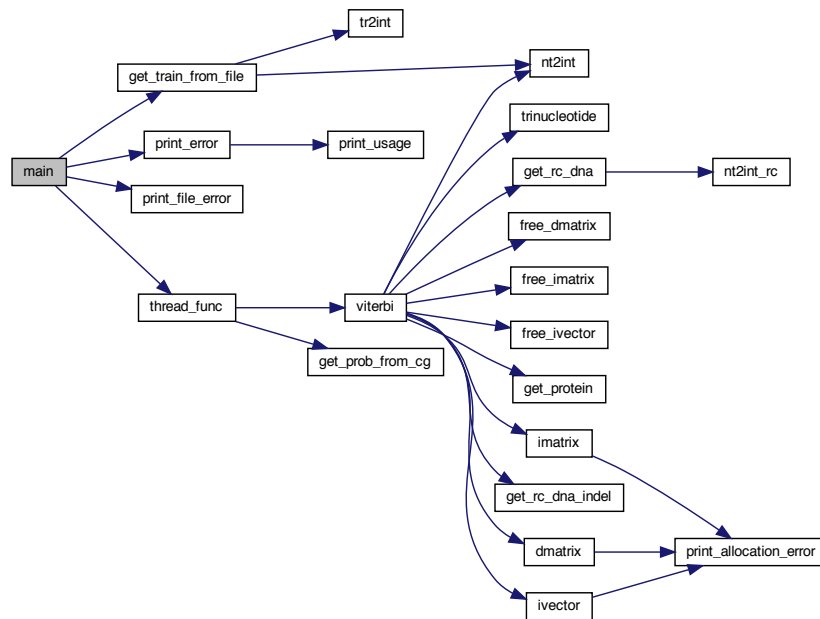 tr2int
get_train_from_file
nt2int
trinucleotide
print_error
print_usage
main
get_rc_dna
nt2int_rc
print_file_error
free_dmatrix
free_imatrix
thread_func
viterbi
free_ivector
get_prob_from_cg
get_protein
imatrix
get_rc_dna_indel
dmatrix
print_allocation_error
ivector